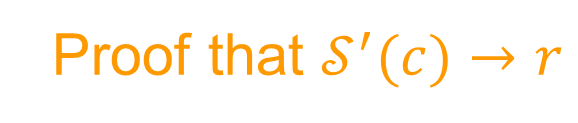 Proof that 𝒮′(𝑐) → 𝑟